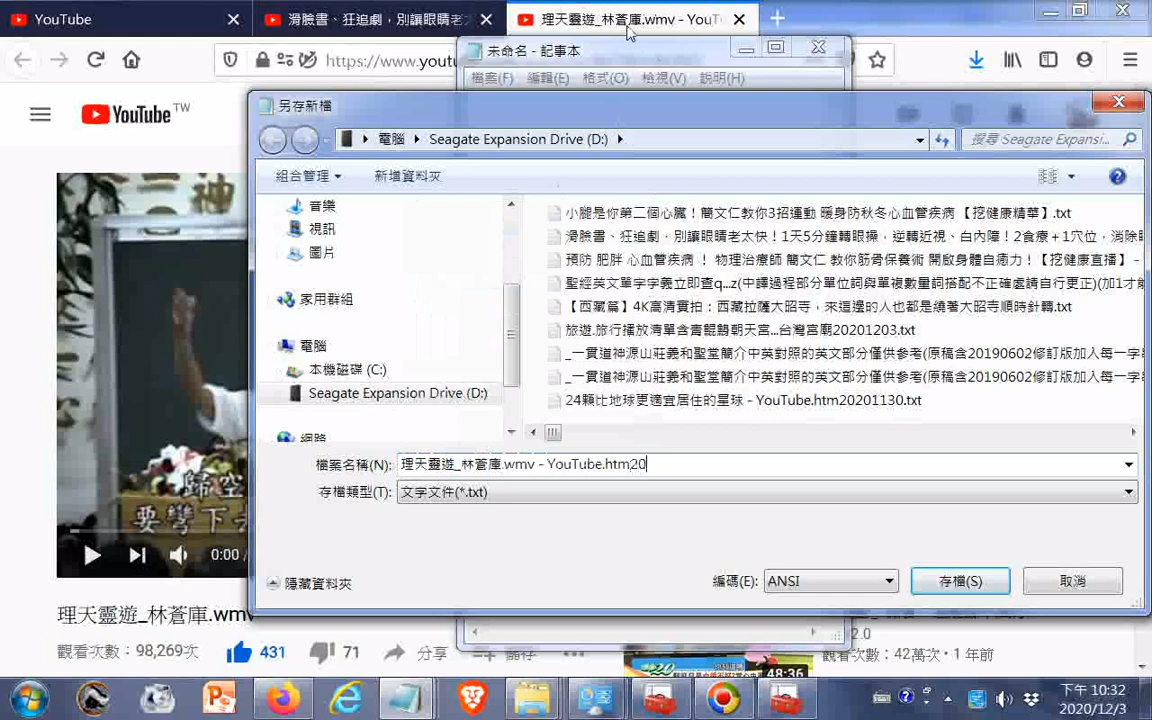 YouTube
滑臉書、狂追劇，別讓眼睛老
理天靈遊_林蒼庫.wmv - YouT
未命名 - 記事本
https://www.youtu
檔案(F) 編輯(E) 格式(O) 檢視(V) 說明(H)
YouTube TW
另存新檔
電腦 Seagate Expansion Drive (D:)
搜尋 Seagate Expansi...
組合管理 新增資料夾
音樂
視訊
圖片
家用群組
電腦
本機磁碟 (C:)
Seagate Expansion Drive (D:)
網路
小腿是你第二個心臟！簡文仁教你3招運動 暖身防秋冬心血管疾病 【挖健康精華】.txt
滑臉書、狂追劇，別讓眼睛老太快！1天5分鐘轉眼操，逆轉近視、白內障！2食療＋1穴位，消除
預防 肥胖 心血管疾病 ！ 物理治療師 簡文仁 教你筋骨保養術 開啟身體自癒力！【挖健康直播】 -
聖經英文單字字義立即查q...z(中譯過程部分單位詞與單複數量詞搭配不正確處請自行更正)(加1才
【西藏篇】4K高清實拍：西藏拉薩大昭寺，來這邊的人也都是繞著大昭寺順時針轉.txt
旅遊.旅行播放清單含青鯤鯓朝天宮...台灣宮廟20201203.txt
_一貫道神源山莊義和聖堂簡介中英對照的英文部分僅供參考(原稿含20190602修訂版加入每一字
_一貫道神源山莊義和聖堂簡介中英對照的英文部分僅供參考(原稿含20190602修訂版加入每一字
24顆比地球更適宜居住的星球 - YouTube.htm20201130.txt
檔案名稱(N): 理天靈遊_林蒼庫.wmv - YouTube.htm20
存檔類型(T): 文字文件(*.txt)
隱藏資料夾
編碼(E): ANSI
存檔(S) 取消
歸空
要彎下去
0:00 /
理天靈遊_林蒼庫.wmv
觀看次數：98,269次
431 71 分享 儲存
2.0
48:36
觀看次數：42萬次・1 年前
下午 10:32
2020/12/3